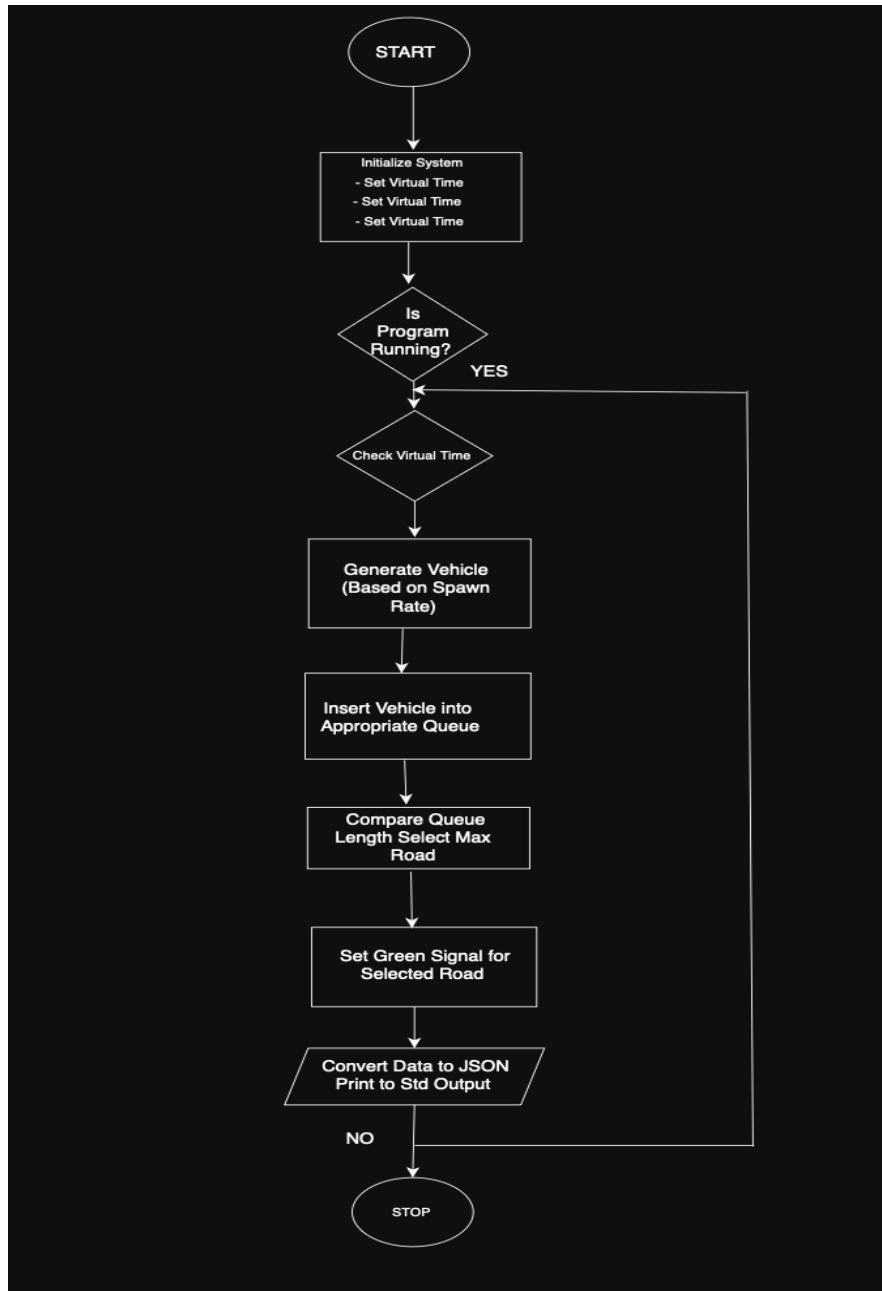 START
Initialize System
- Set Virtual Time
- Set Virtual Time
- Set Virtual Time
Is
Program
Running?
YES
Check Virtual Time
Generate Vehicle
(Based on Spawn
Rate)
Insert Vehicle into
Appropriate Queue
Compare Queue
Length Select Max
Road
Set Green Signal for
Selected Road
Convert Data to JSON
Print to Std Output
NO
STOP